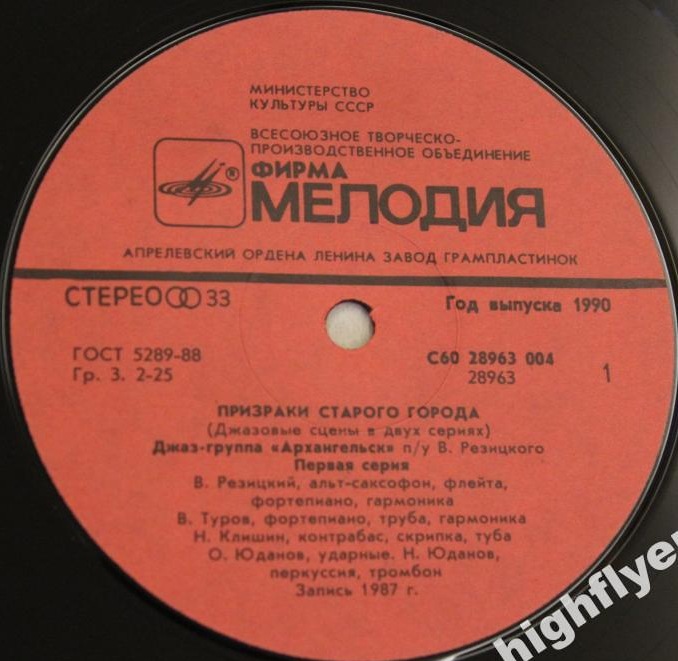 МИНИСТЕРСТВО
КУЛЬТУРЫ СССР
ВСЕСОЮЗНОЕ ТВОРЧЕСКО-
ПРОИЗВОДСТВЕННОЕ ОБЪЕДИНЕНИЕ
® ФИРМА
МЕЛОДИЯ
АПРЕЛЕВСКИЙ ОРДЕНА ЛЕНИНА ЗАВОД ГРАМПЛАСТИНОК
СТЕРЕО 33 Год выпуска 1990
ГОСТ 5289-88 С60 28963 004
Гр. 3. 2-25 28963 1
ПРИЗРАКИ СТАРОГО ГОРОДА
(Джазовые сцены в двух сериях)
Джаз-группа «Архангельск» п/у В. Резицкого
Первая серия
В. Резицкий, альт-саксофон, флейта,
фортепиано, гармоника
В. Туров, фортепиано, труба, гармоника
Н. Клишин, контрабас, скрипка, туба
О. Юданов, ударные. Н. Юданов,
перкуссия, тромбон
Запись 1987 г.
highflyer